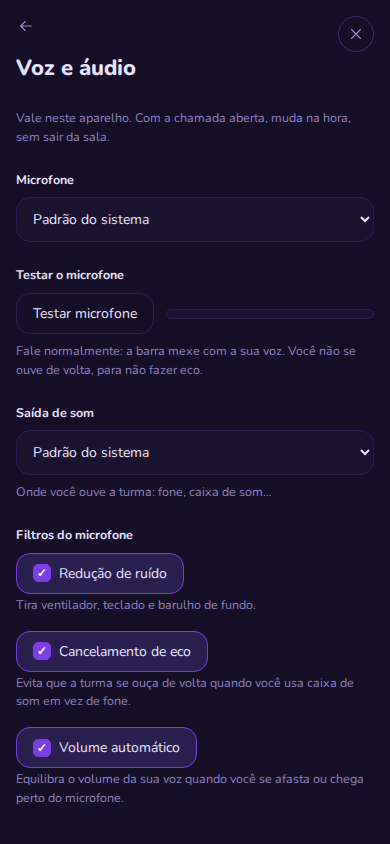 Voz e áudio
Vale neste aparelho. Com a chamada aberta, muda na hora,
sem sair da sala.
Microfone
Padrão do sistema
Testar o microfone
Testar microfone
Fale normalmente: a barra mexe com a sua voz. Você não se
ouve de volta, para não fazer eco.
Saída de som
Padrão do sistema
Onde você ouve a turma: fone, caixa de som...
Filtros do microfone
Redução de ruído
Tira ventilador, teclado e barulho de fundo.
Cancelamento de eco
Evita que a turma se ouça de volta quando você usa caixa de
som em vez de fone.
Volume automático
Equilibra o volume da sua voz quando você se afasta ou chega
perto do microfone.